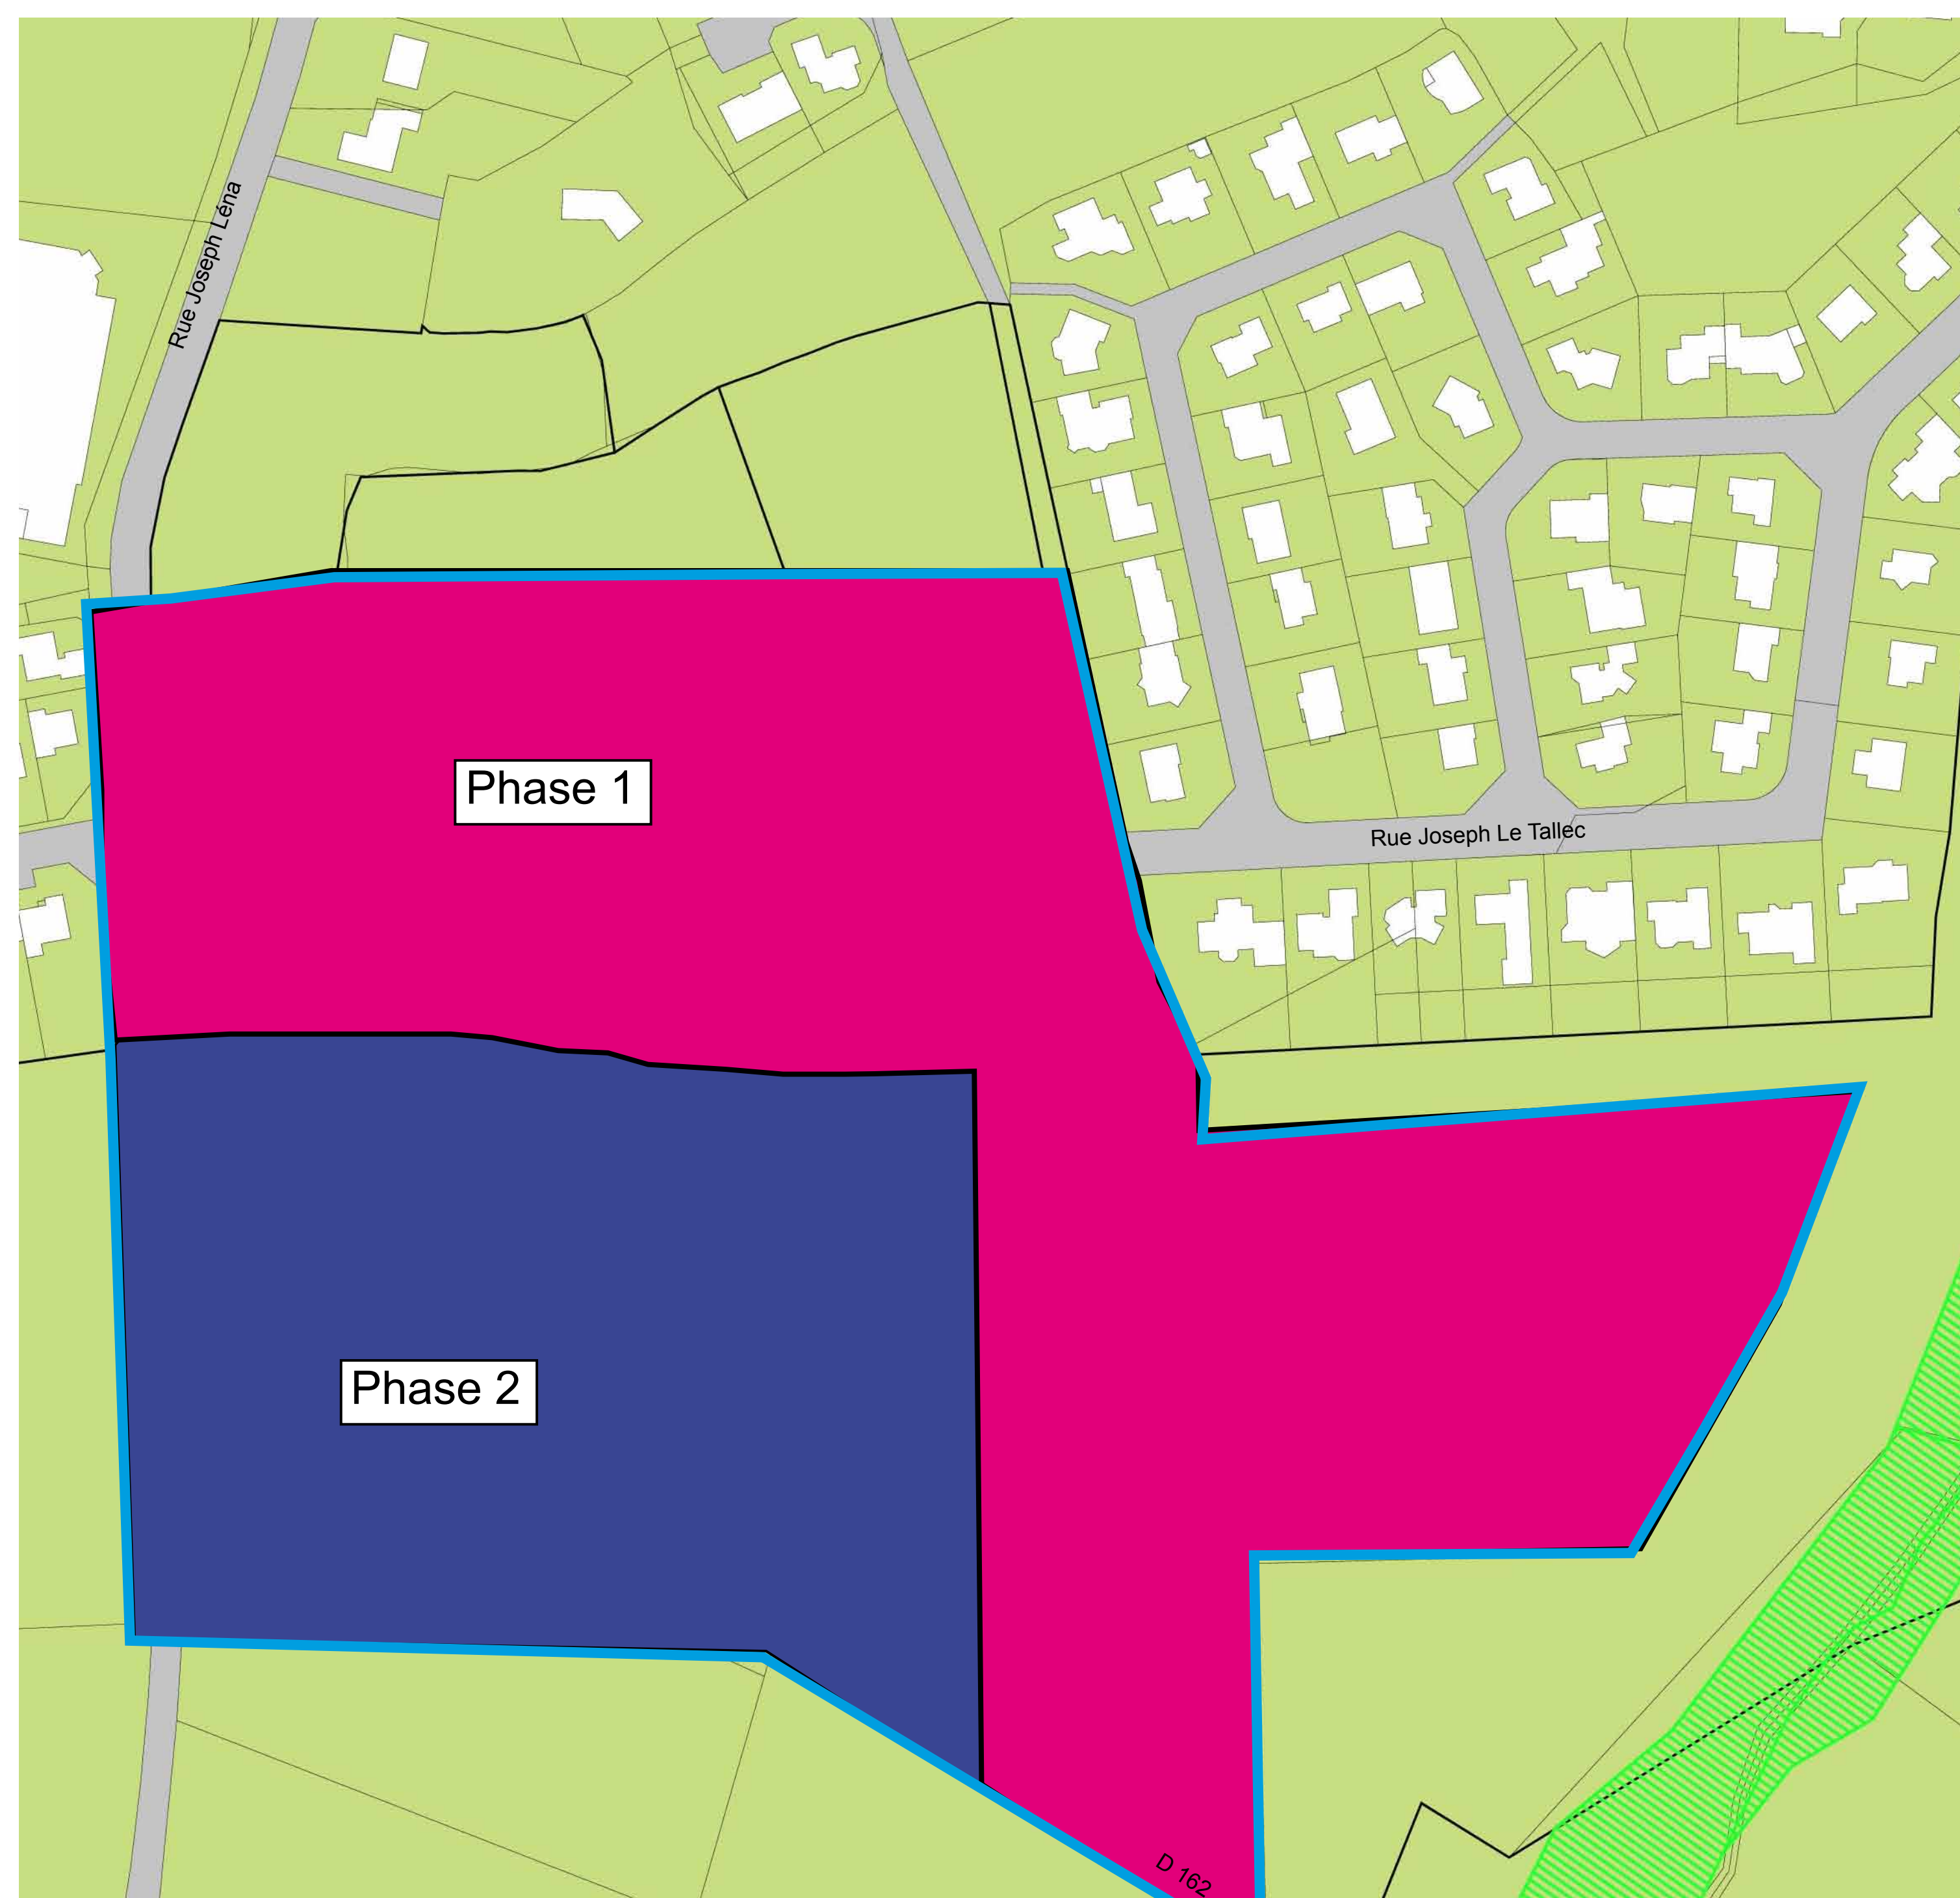 Rue Joseph Léna
Phase 1
Rue Joseph Le Tallec
Phase 2
D 162